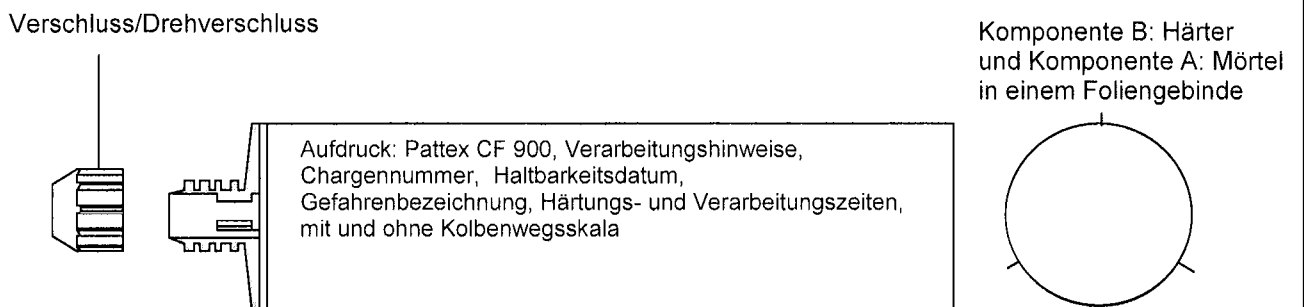 Verschluss/Drehverschluss
Komponente B: Härter
und Komponente A: Mörtel
in einem Foliengebinde
Aufdruck: Pattex CF 900, Verarbeitungshinweise,
Chargennummer, Haltbarkeitsdatum,
Gefahrenbezeichnung, Härtungs- und Verarbeitungszeiten,
mit und ohne Kolbenwegsskala